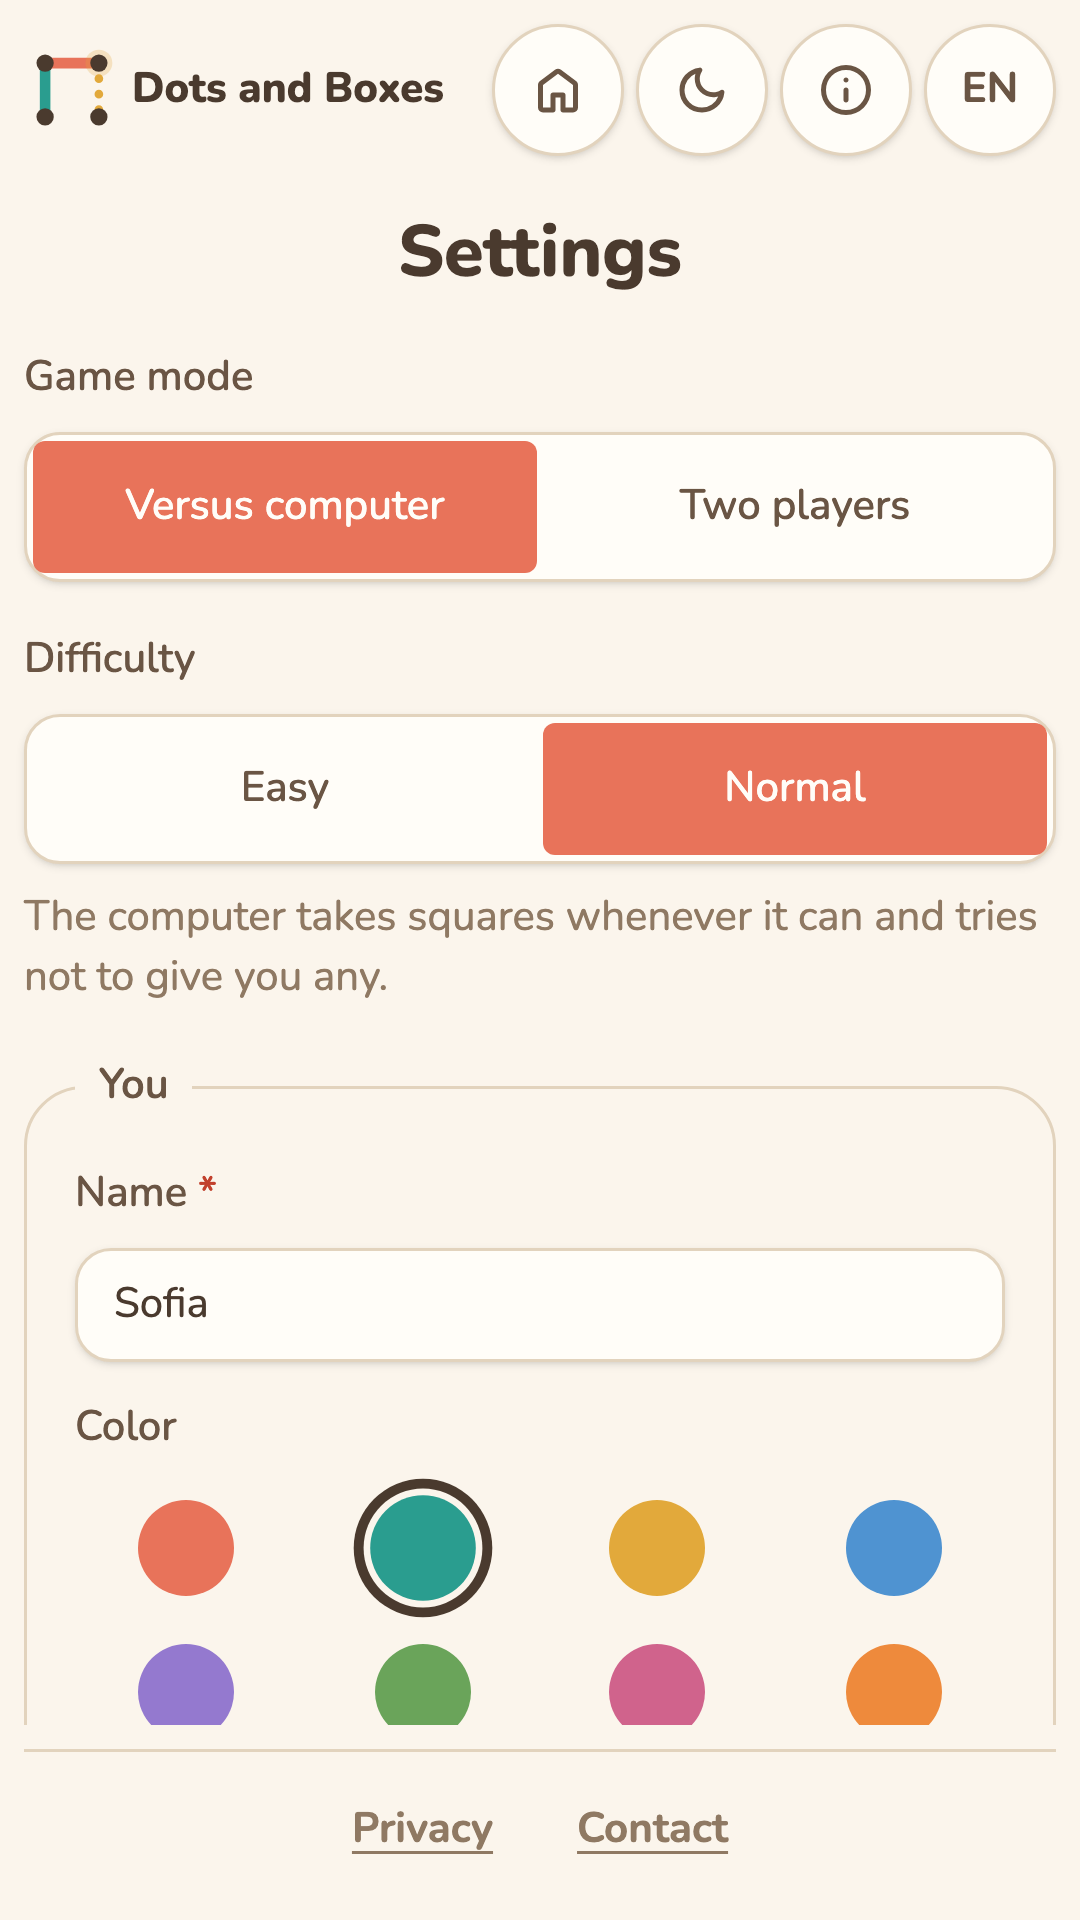 Dots and Boxes
EN
Settings
Game mode
Versus computer
Two players
Difficulty
Easy
Normal
The computer takes squares whenever it can and tries
not to give you any.
You
Name *
Sofia
Color
Privacy
Contact